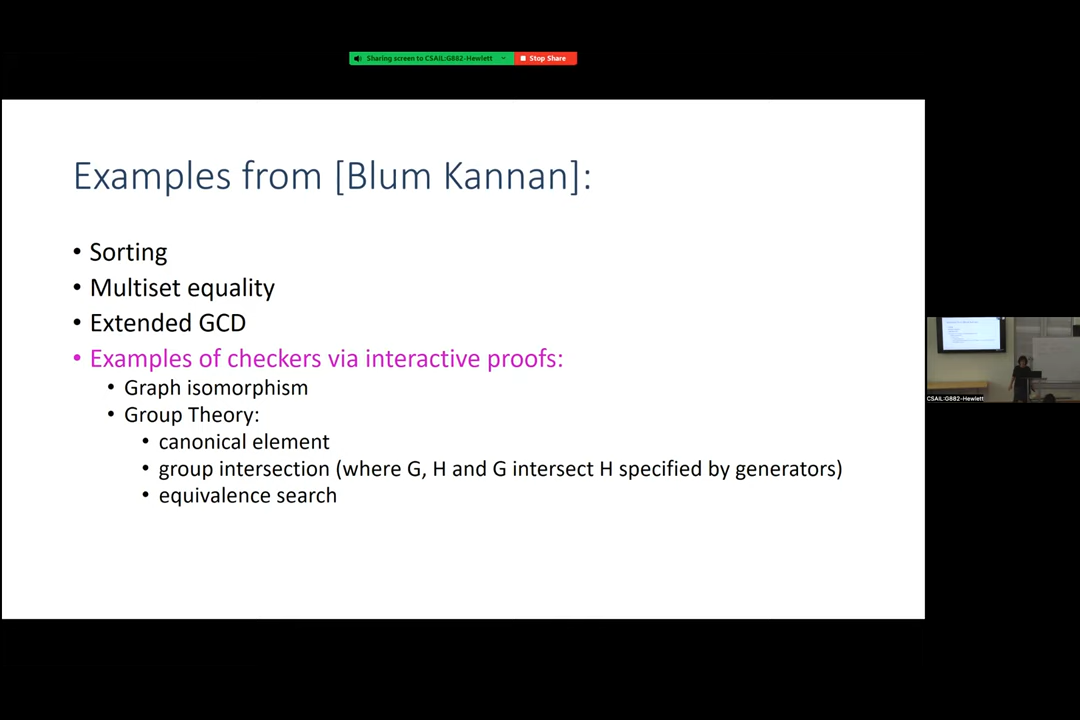 Sharing screen to CSAIL:G882-Hewlett
Stop Share
Examples from [Blum Kannan]:
• Sorting
• Multiset equality
• Extended GCD
• Examples of checkers via interactive proofs:
• Graph isomorphism
• Group Theory:
• canonical element
• group intersection (where G, H and G intersect H specified by generators)
• equivalence search
CSAIL:G882-Hewlett